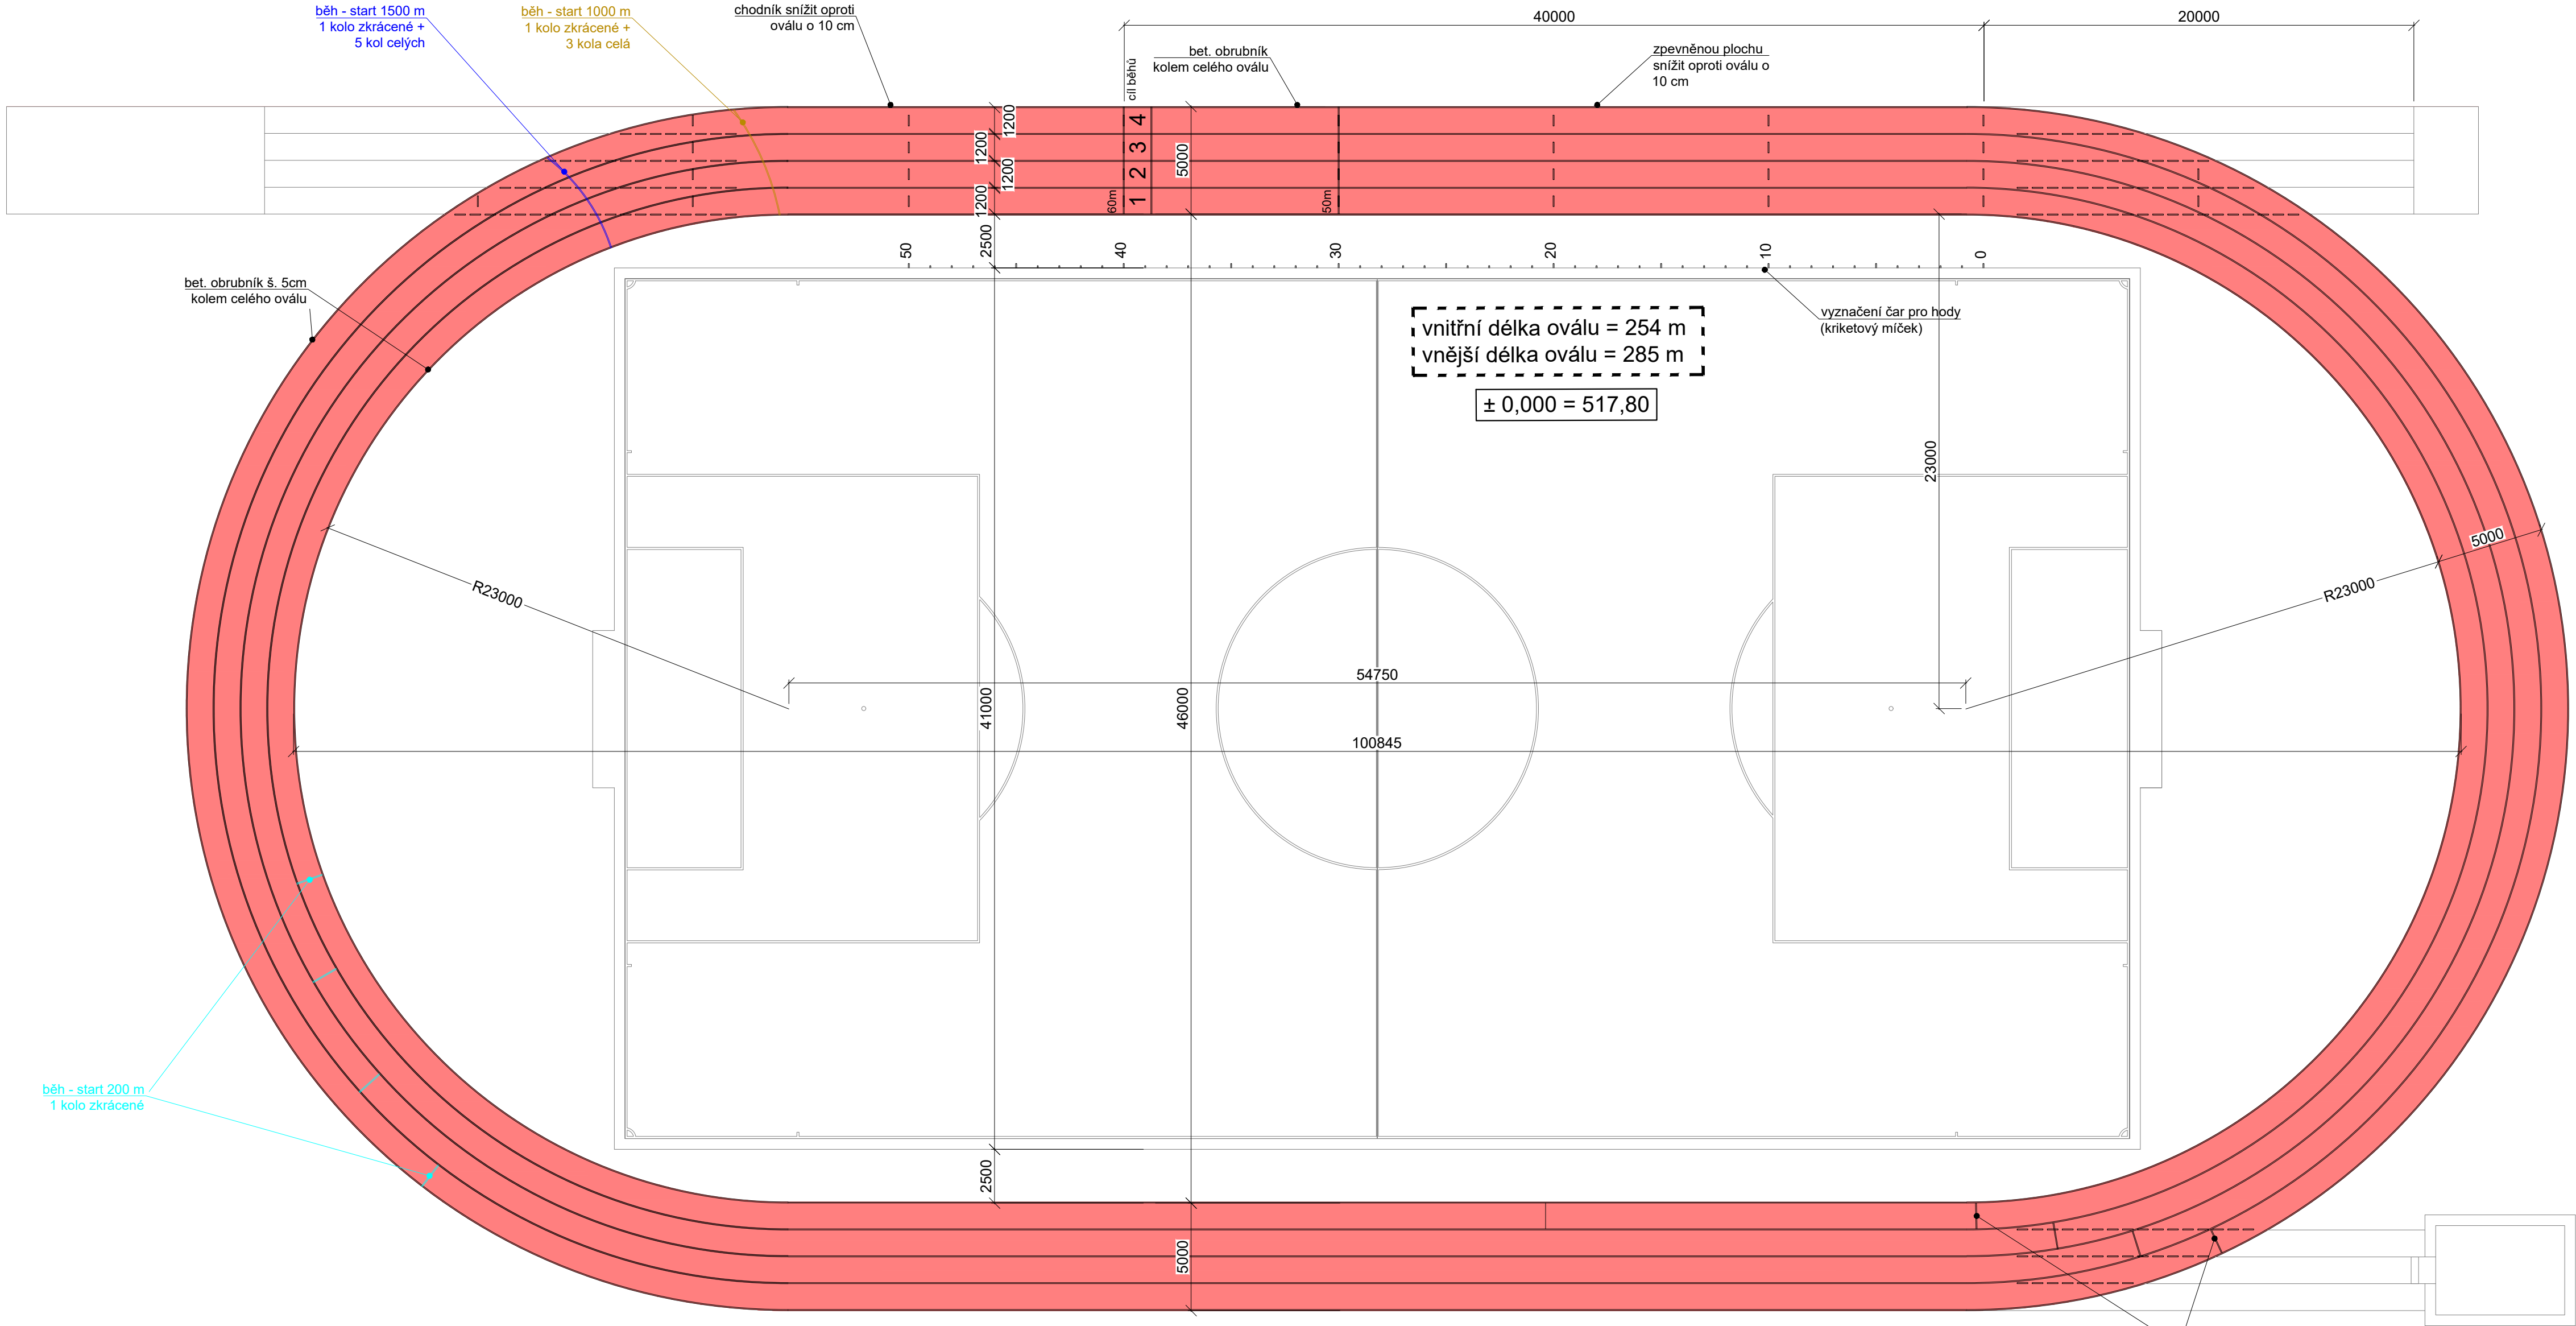 běh - start 1500 m
1 kolo zkrácené +
5 kol celých
běh - start 1000 m
1 kolo zkrácené +
3 kola celá
chodník snížit oproti
oválu o 10 cm
40000
20000
bet. obrubník
kolem celého oválu
cíl běhů
zpevněnou plochu
snížit oproti oválu o
10 cm
1200
1200
1200
1200
4
3
2
1
60m
50m
5000
2500
50
40
30
20
10
0
bet. obrubník š. 5cm
kolem celého oválu
vyznačení čar pro hody
(kriketový míček)
vnitřní délka oválu = 254 m
vnější délka oválu = 285 m
± 0,000 = 517,80
23000
R23000
5000
R23000
54750
41000
46000
100845
běh - start 200 m
1 kolo zkrácené
2500
5000